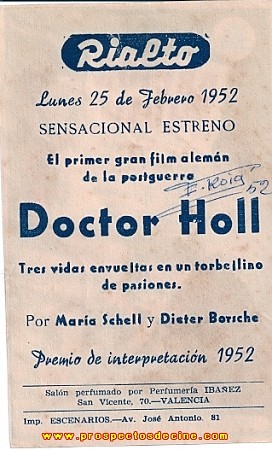 Rialto
Lunes 25 de Febrero 1952
SENSACIONAL ESTRENO
El primer gran film alemán
de la postguerra
E. Roig
52
Doctor Holl
Tres vidas envueltas en un torbellino
de pasiones.
Por María Schell y Dieter Borsche
Premio de interpretación 1952
Salón perfumado por Perfumería IBAÑEZ
San Vicente, 70.—VALENCIA
Imp. ESCENARIOS.—Av. José Antonio. 81
www.prospectosdecine.com